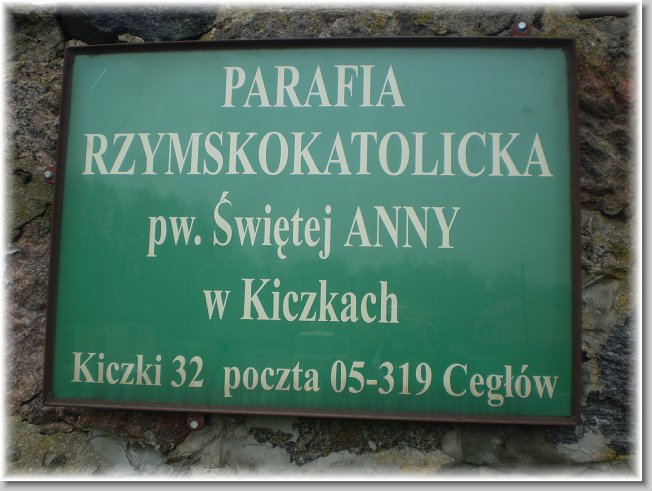 PARAFIA
RZYMSKOKATOLICKA
pw. Świętej ANNY
w Kiczkach
Kiczki 32 poczta 05-319 Cegłów